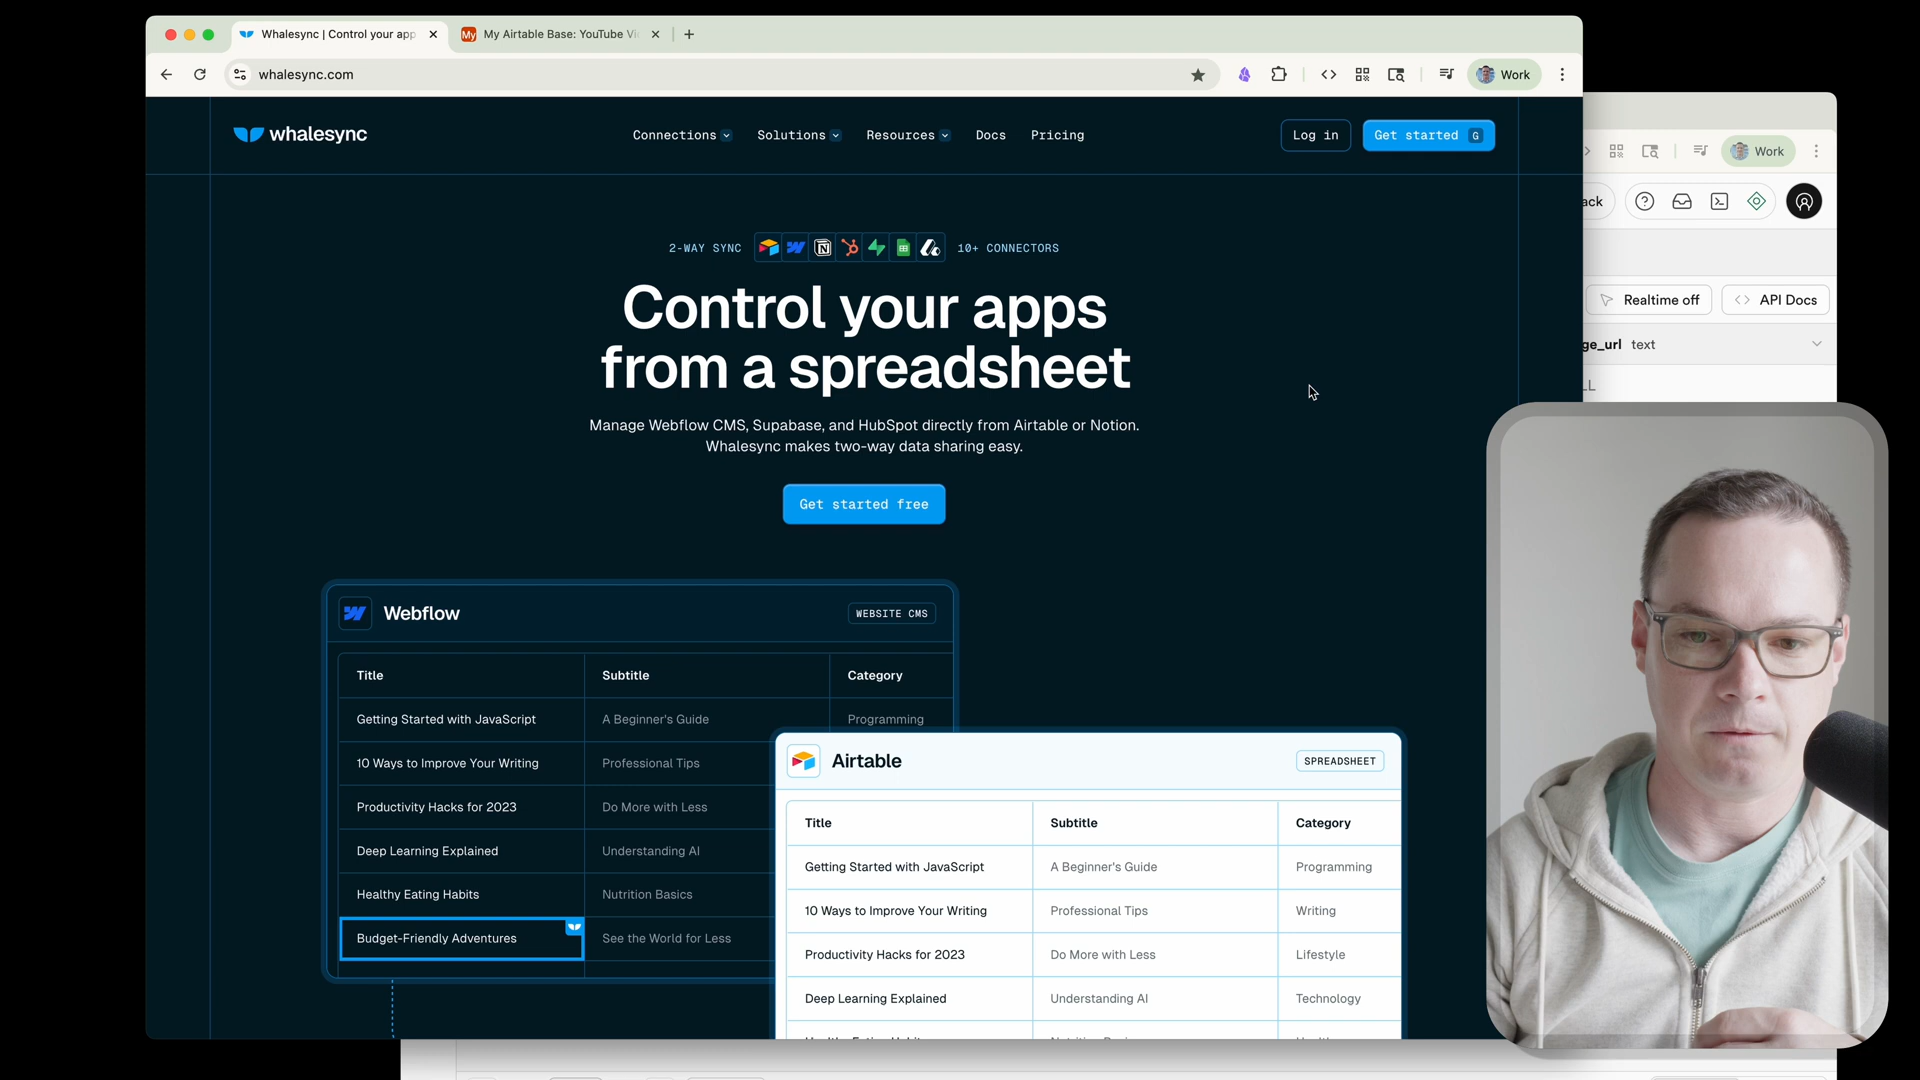 Whalesync | Control your app
My Airtable Base: YouTube Vi
whalesync.com
Work
whalesync
Connections
Solutions
Resources
Docs
Pricing
Log in
Get started G
Work
ack
Realtime off
API Docs
ge_url text
LL
2-WAY SYNC
10+ CONNECTORS
Control your apps
from a spreadsheet
Manage Webflow CMS, Supabase, and HubSpot directly from Airtable or Notion.
Whalesync makes two-way data sharing easy.
Get started free
Webflow
WEBSITE CMS
Title Subtitle Category
Getting Started with JavaScript A Beginner's Guide Programming
10 Ways to Improve Your Writing Professional Tips
Productivity Hacks for 2023 Do More with Less
Deep Learning Explained Understanding AI
Healthy Eating Habits Nutrition Basics
Budget-Friendly Adventures See the World for Less
Airtable
SPREADSHEET
Title Subtitle Category
Getting Started with JavaScript A Beginner's Guide Programming
10 Ways to Improve Your Writing Professional Tips Writing
Productivity Hacks for 2023 Do More with Less Lifestyle
Deep Learning Explained Understanding AI Technology